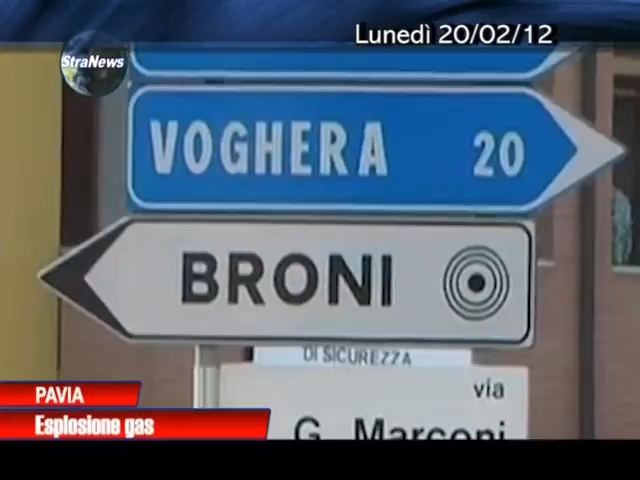 Lunedì 20/02/12
StraNews
VOGHERA 20
BRONI
DI SICUREZZA
via
G. Marconi
PAVIA
Esplosione gas